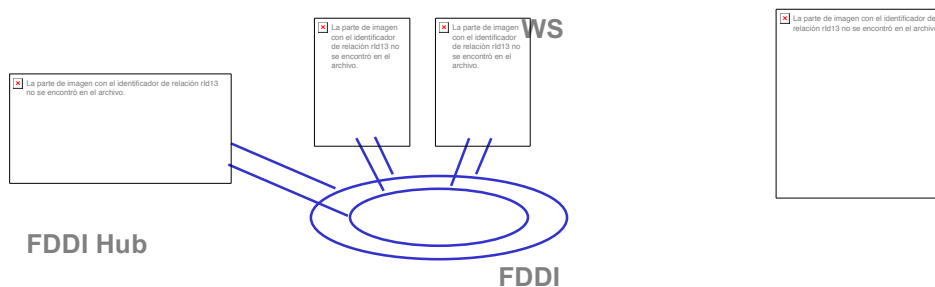 La parte de imagen
con el identificador
de relación rId13 no
se encontró en el
archivo.
La parte de imagen
con el identificador
de relación rId13 no
se encontró en el
archivo.
WS
La parte de imagen con el identificador de
relación rId13 no se encontró en el archivo
La parte de imagen con el identificador de relación rId13
no se encontró en el archivo.
FDDI Hub
FDDI